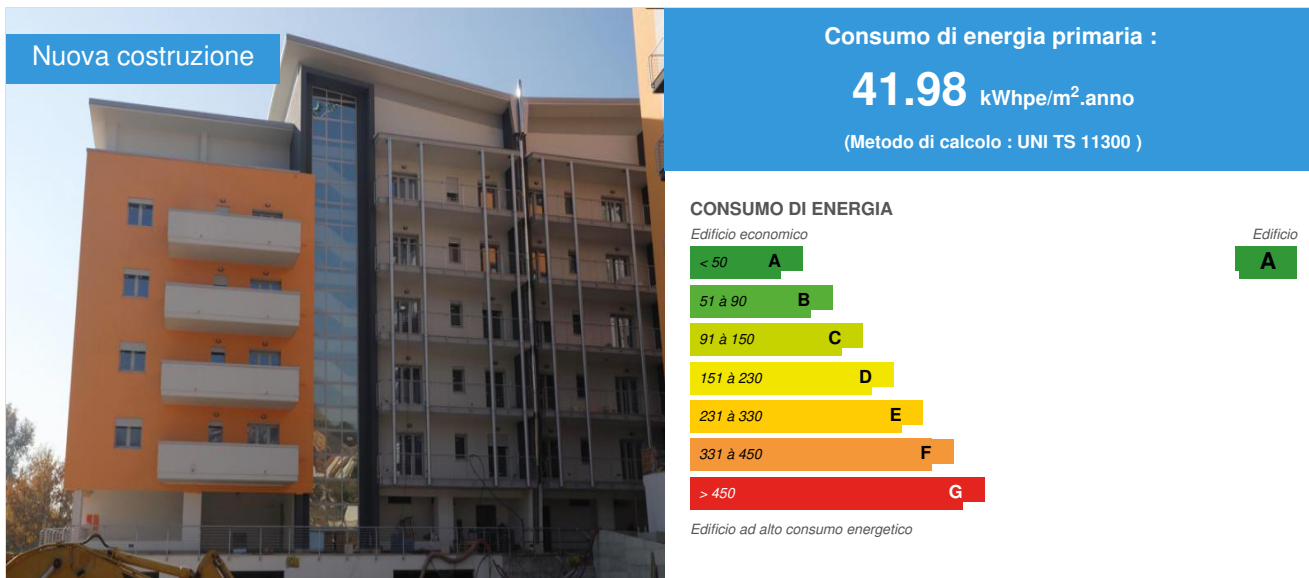 Nuova costruzione
Consumo di energia primaria :
41.98 kWhpe/m².anno
(Metodo di calcolo : UNI TS 11300 )
CONSUMO DI ENERGIA
Edificio economico
Edificio
< 50 A
A
51 à 90 B
91 à 150 C
151 à 230 D
231 à 330 E
331 à 450 F
> 450 G
Edificio ad alto consumo energetico